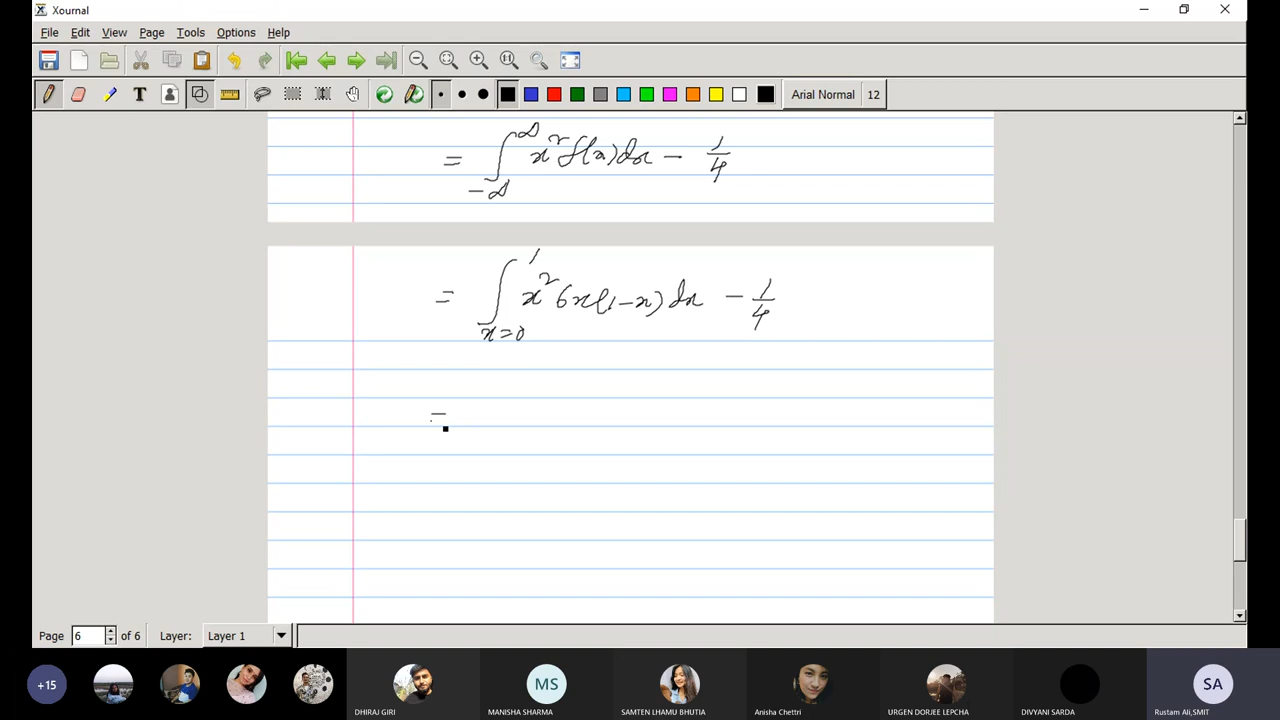 Xournal
File Edit View Page Tools Options Help
T Arial Normal 12
= ∫_{-∞}^{∞} x² f(x) dx - 1/4
= ∫_{x=0}^{1} x² 6x(1-x) dx - 1/4
=
Page 6 of 6 Layer: Layer 1
+15 MS SA
DHIRAJ GIRI MANISHA SHARMA SAMTEN LHAMU BHUTIA Anisha Chettri URGEN DORJEE LEPCHA DIVYANI SARDA Rustam Ali,SMIT